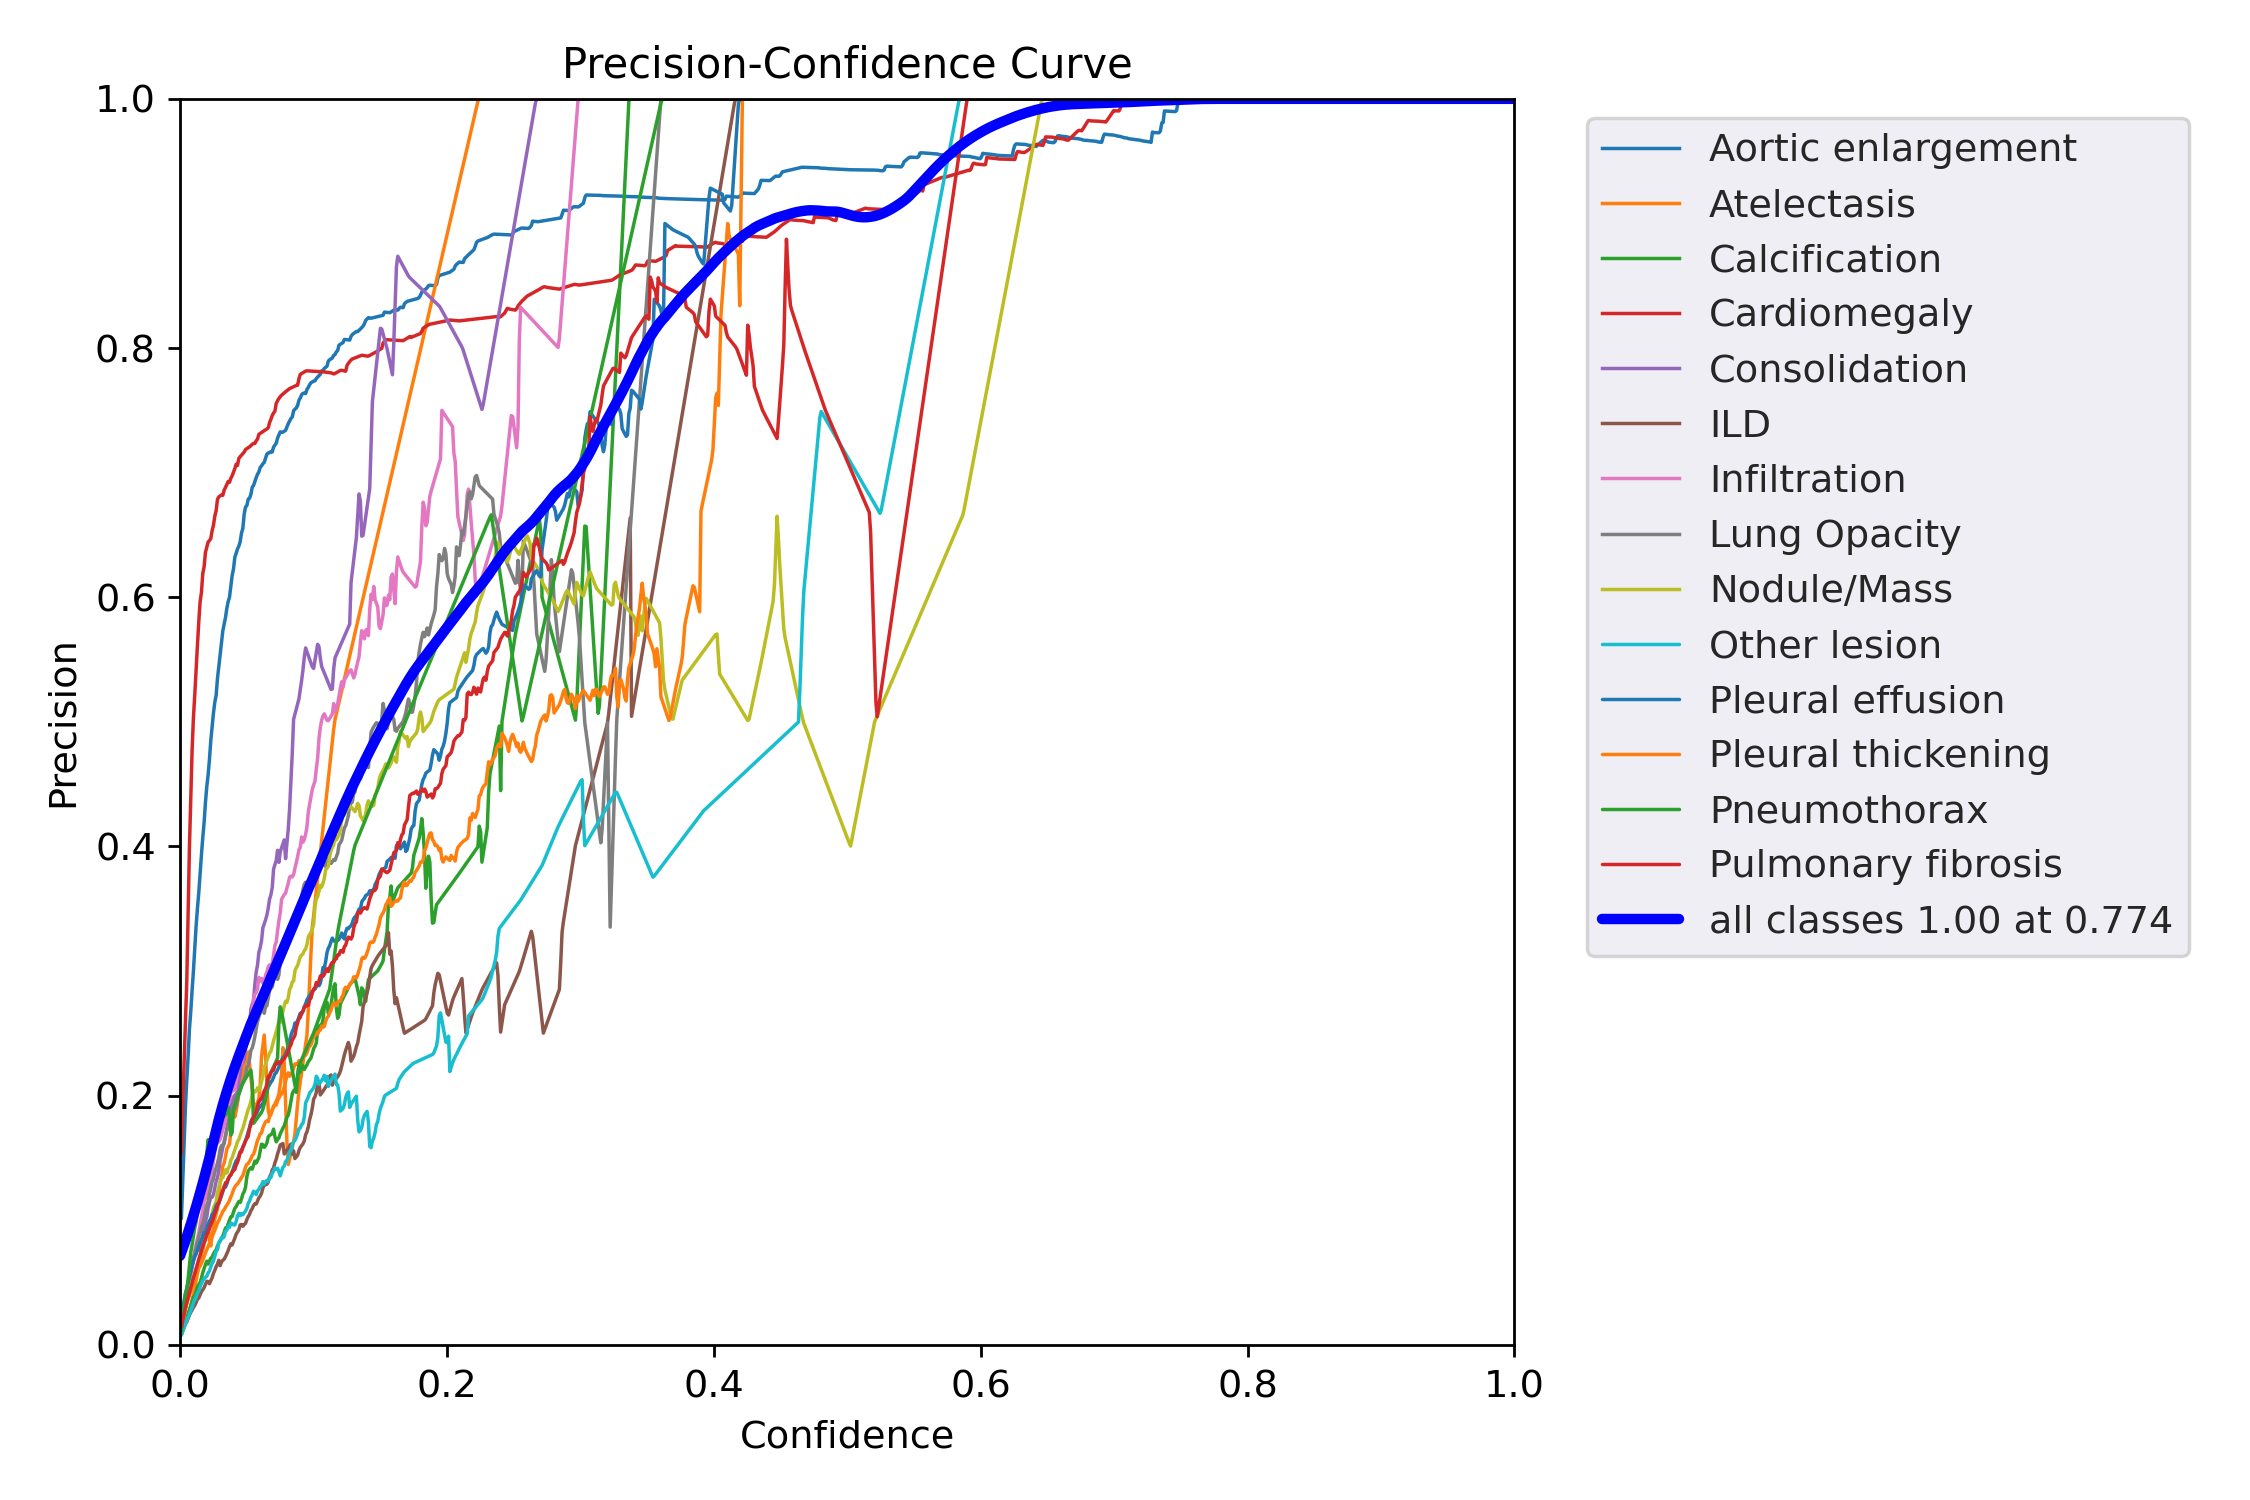 Precision-Confidence Curve
1.0
0.8
0.6
0.4
0.2
0.0
Precision
0.0 0.2 0.4 0.6 0.8 1.0
Confidence
Aortic enlargement
Atelectasis
Calcification
Cardiomegaly
Consolidation
ILD
Infiltration
Lung Opacity
Nodule/Mass
Other lesion
Pleural effusion
Pleural thickening
Pneumothorax
Pulmonary fibrosis
all classes 1.00 at 0.774